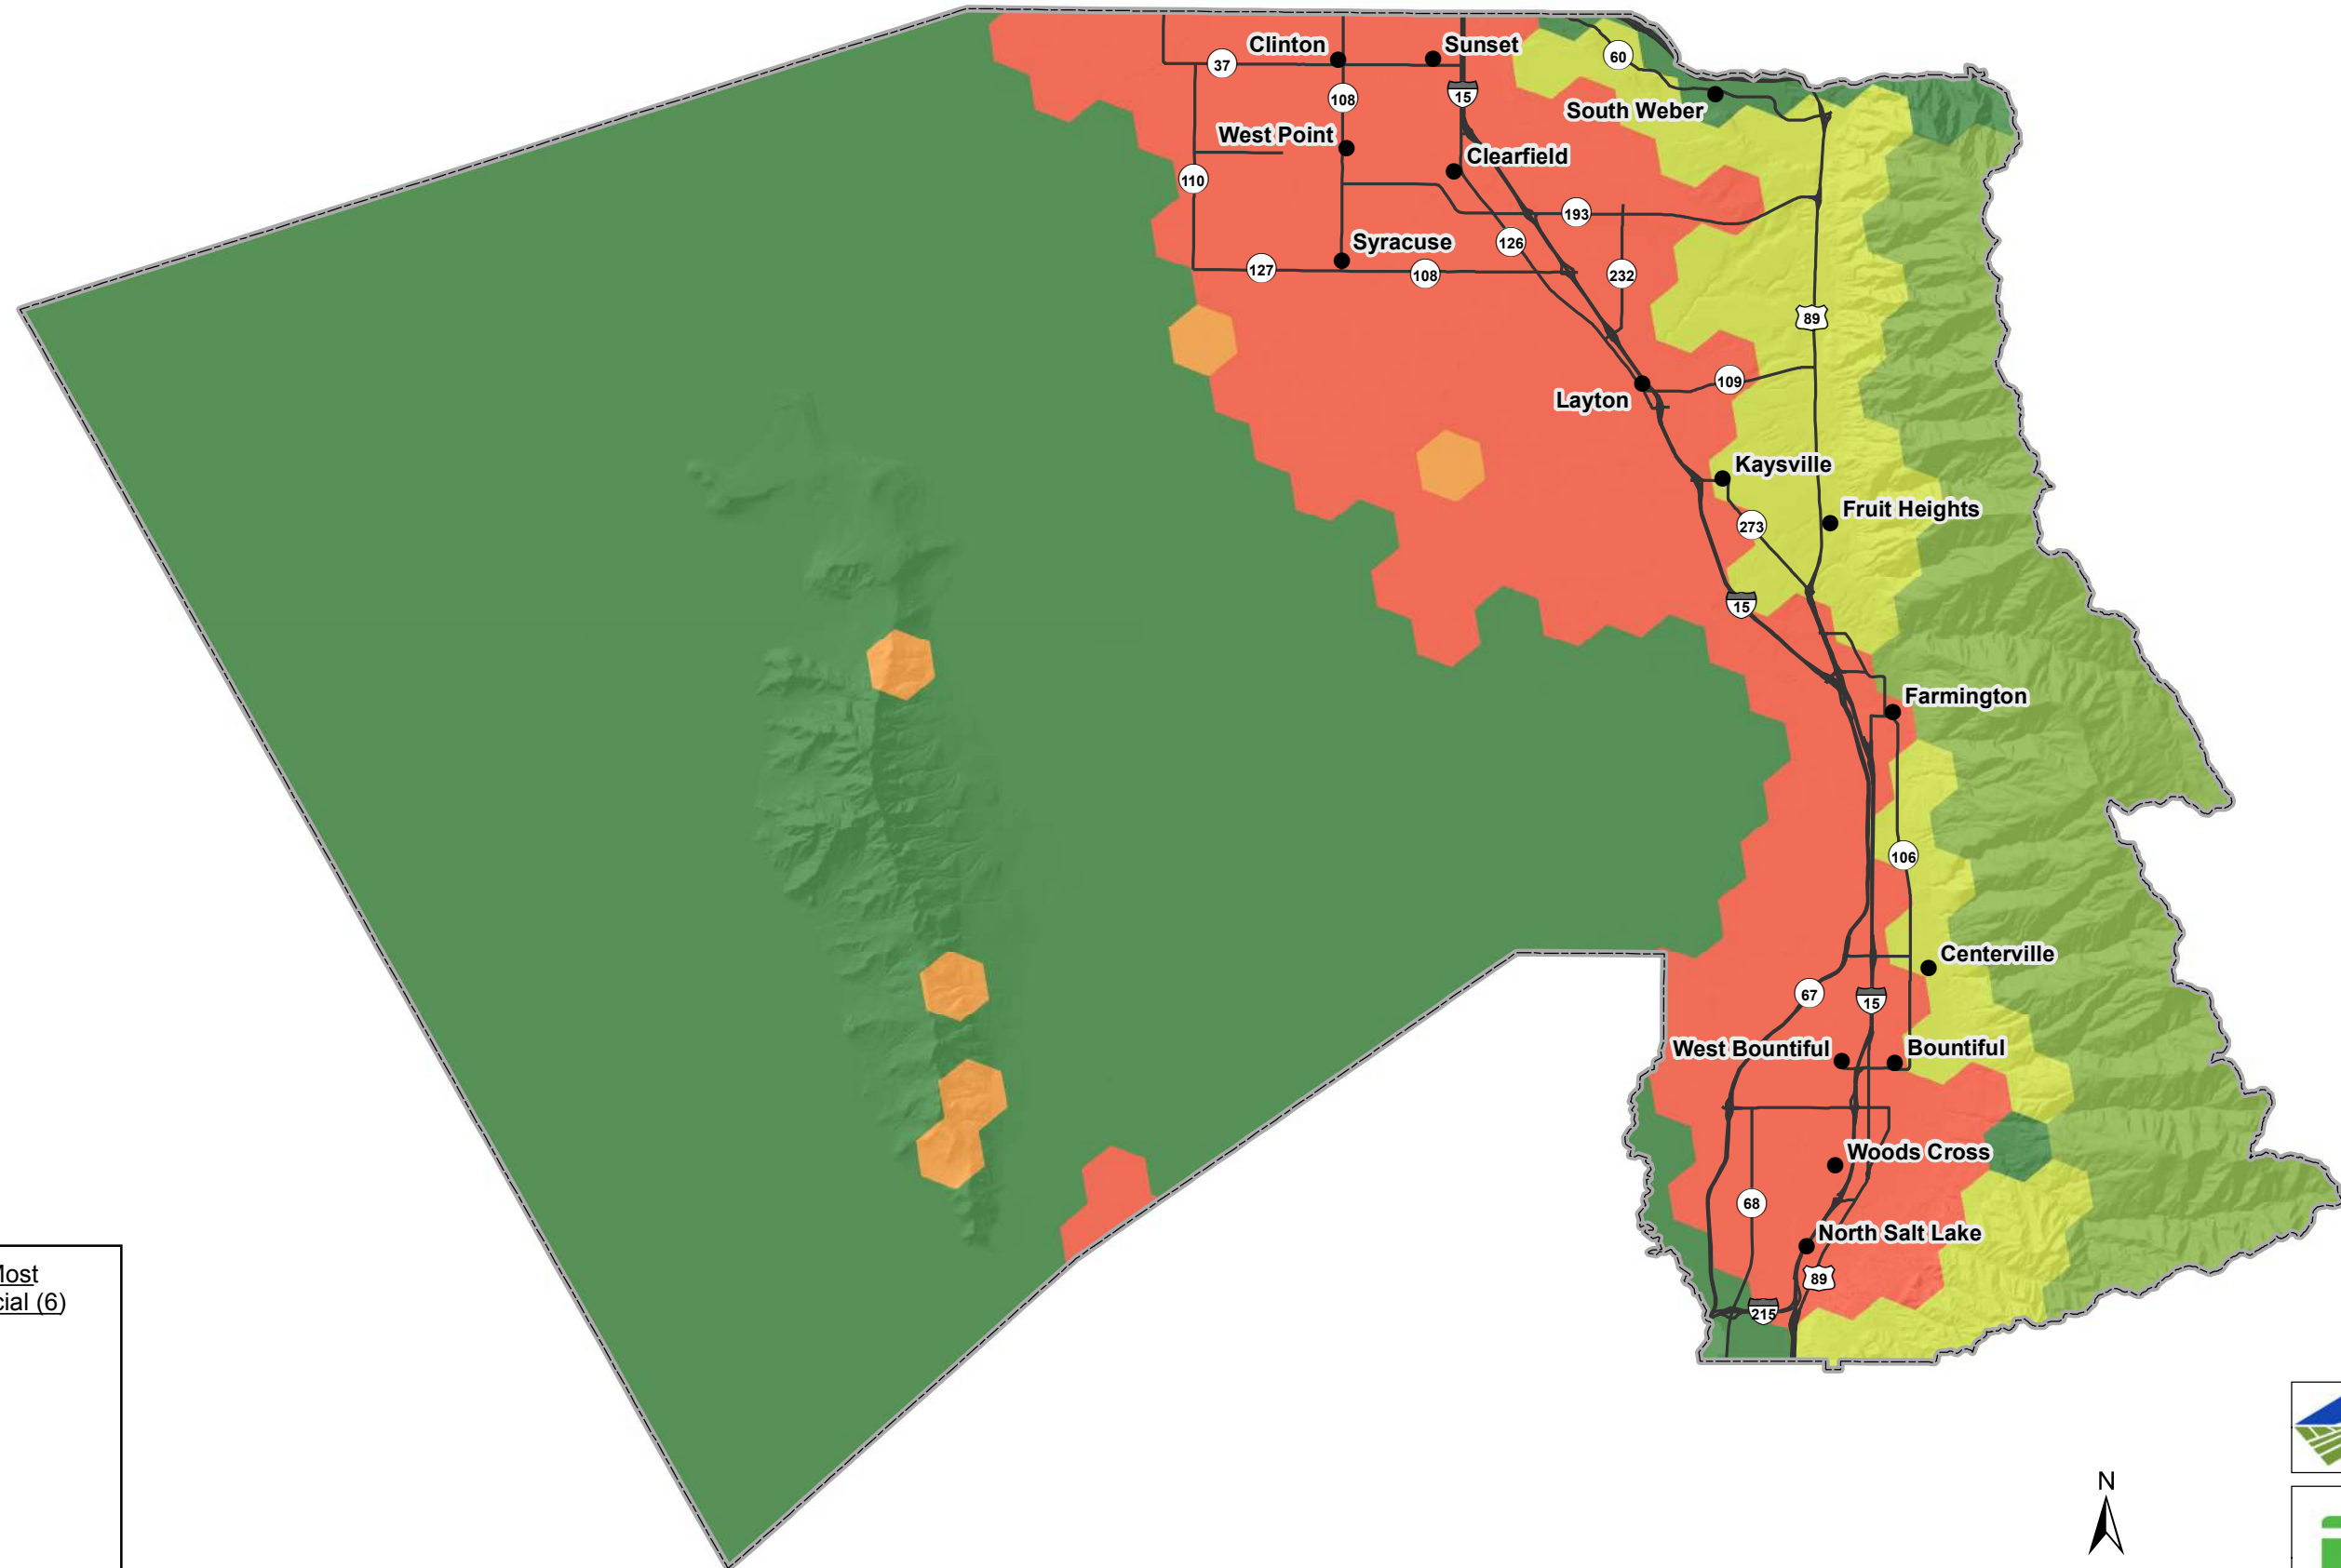 Clinton
Sunset
60
37
15
108
South Weber
West Point
Clearfield
110
193
126
Syracuse
127
108
232
89
109
Layton
Kaysville
273
Fruit Heights
15
Farmington
106
Centerville
67
15
West Bountiful
Bountiful
Woods Cross
68
North Salt Lake
89
215
(6)
N